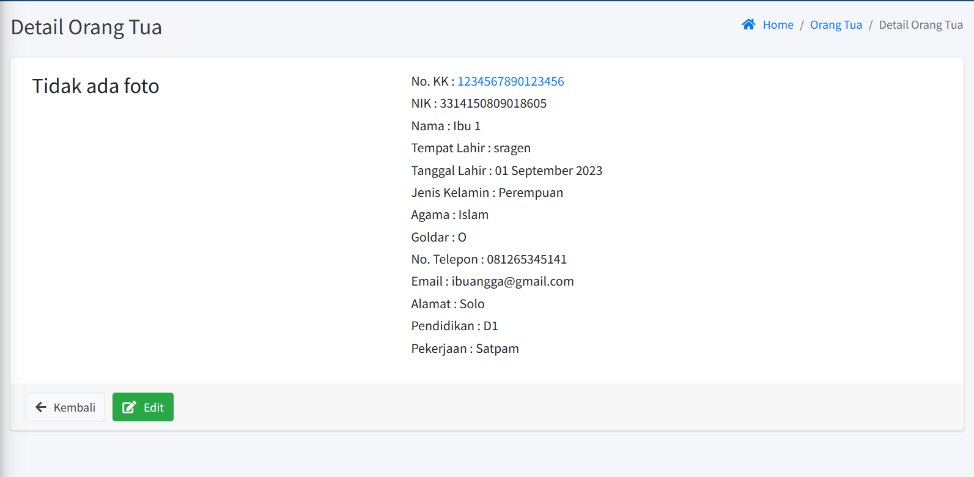 Detail Orang Tua
Home / Orang Tua / Detail Orang Tua
Tidak ada foto
No. KK : 1234567890123456
NIK : 3314150809018605
Nama : Ibu 1
Tempat Lahir : sragen
Tanggal Lahir : 01 September 2023
Jenis Kelamin : Perempuan
Agama : Islam
Goldar : O
No. Telepon : 081265345141
Email : ibuangga@gmail.com
Alamat : Solo
Pendidikan : D1
Pekerjaan : Satpam
Kembali
Edit